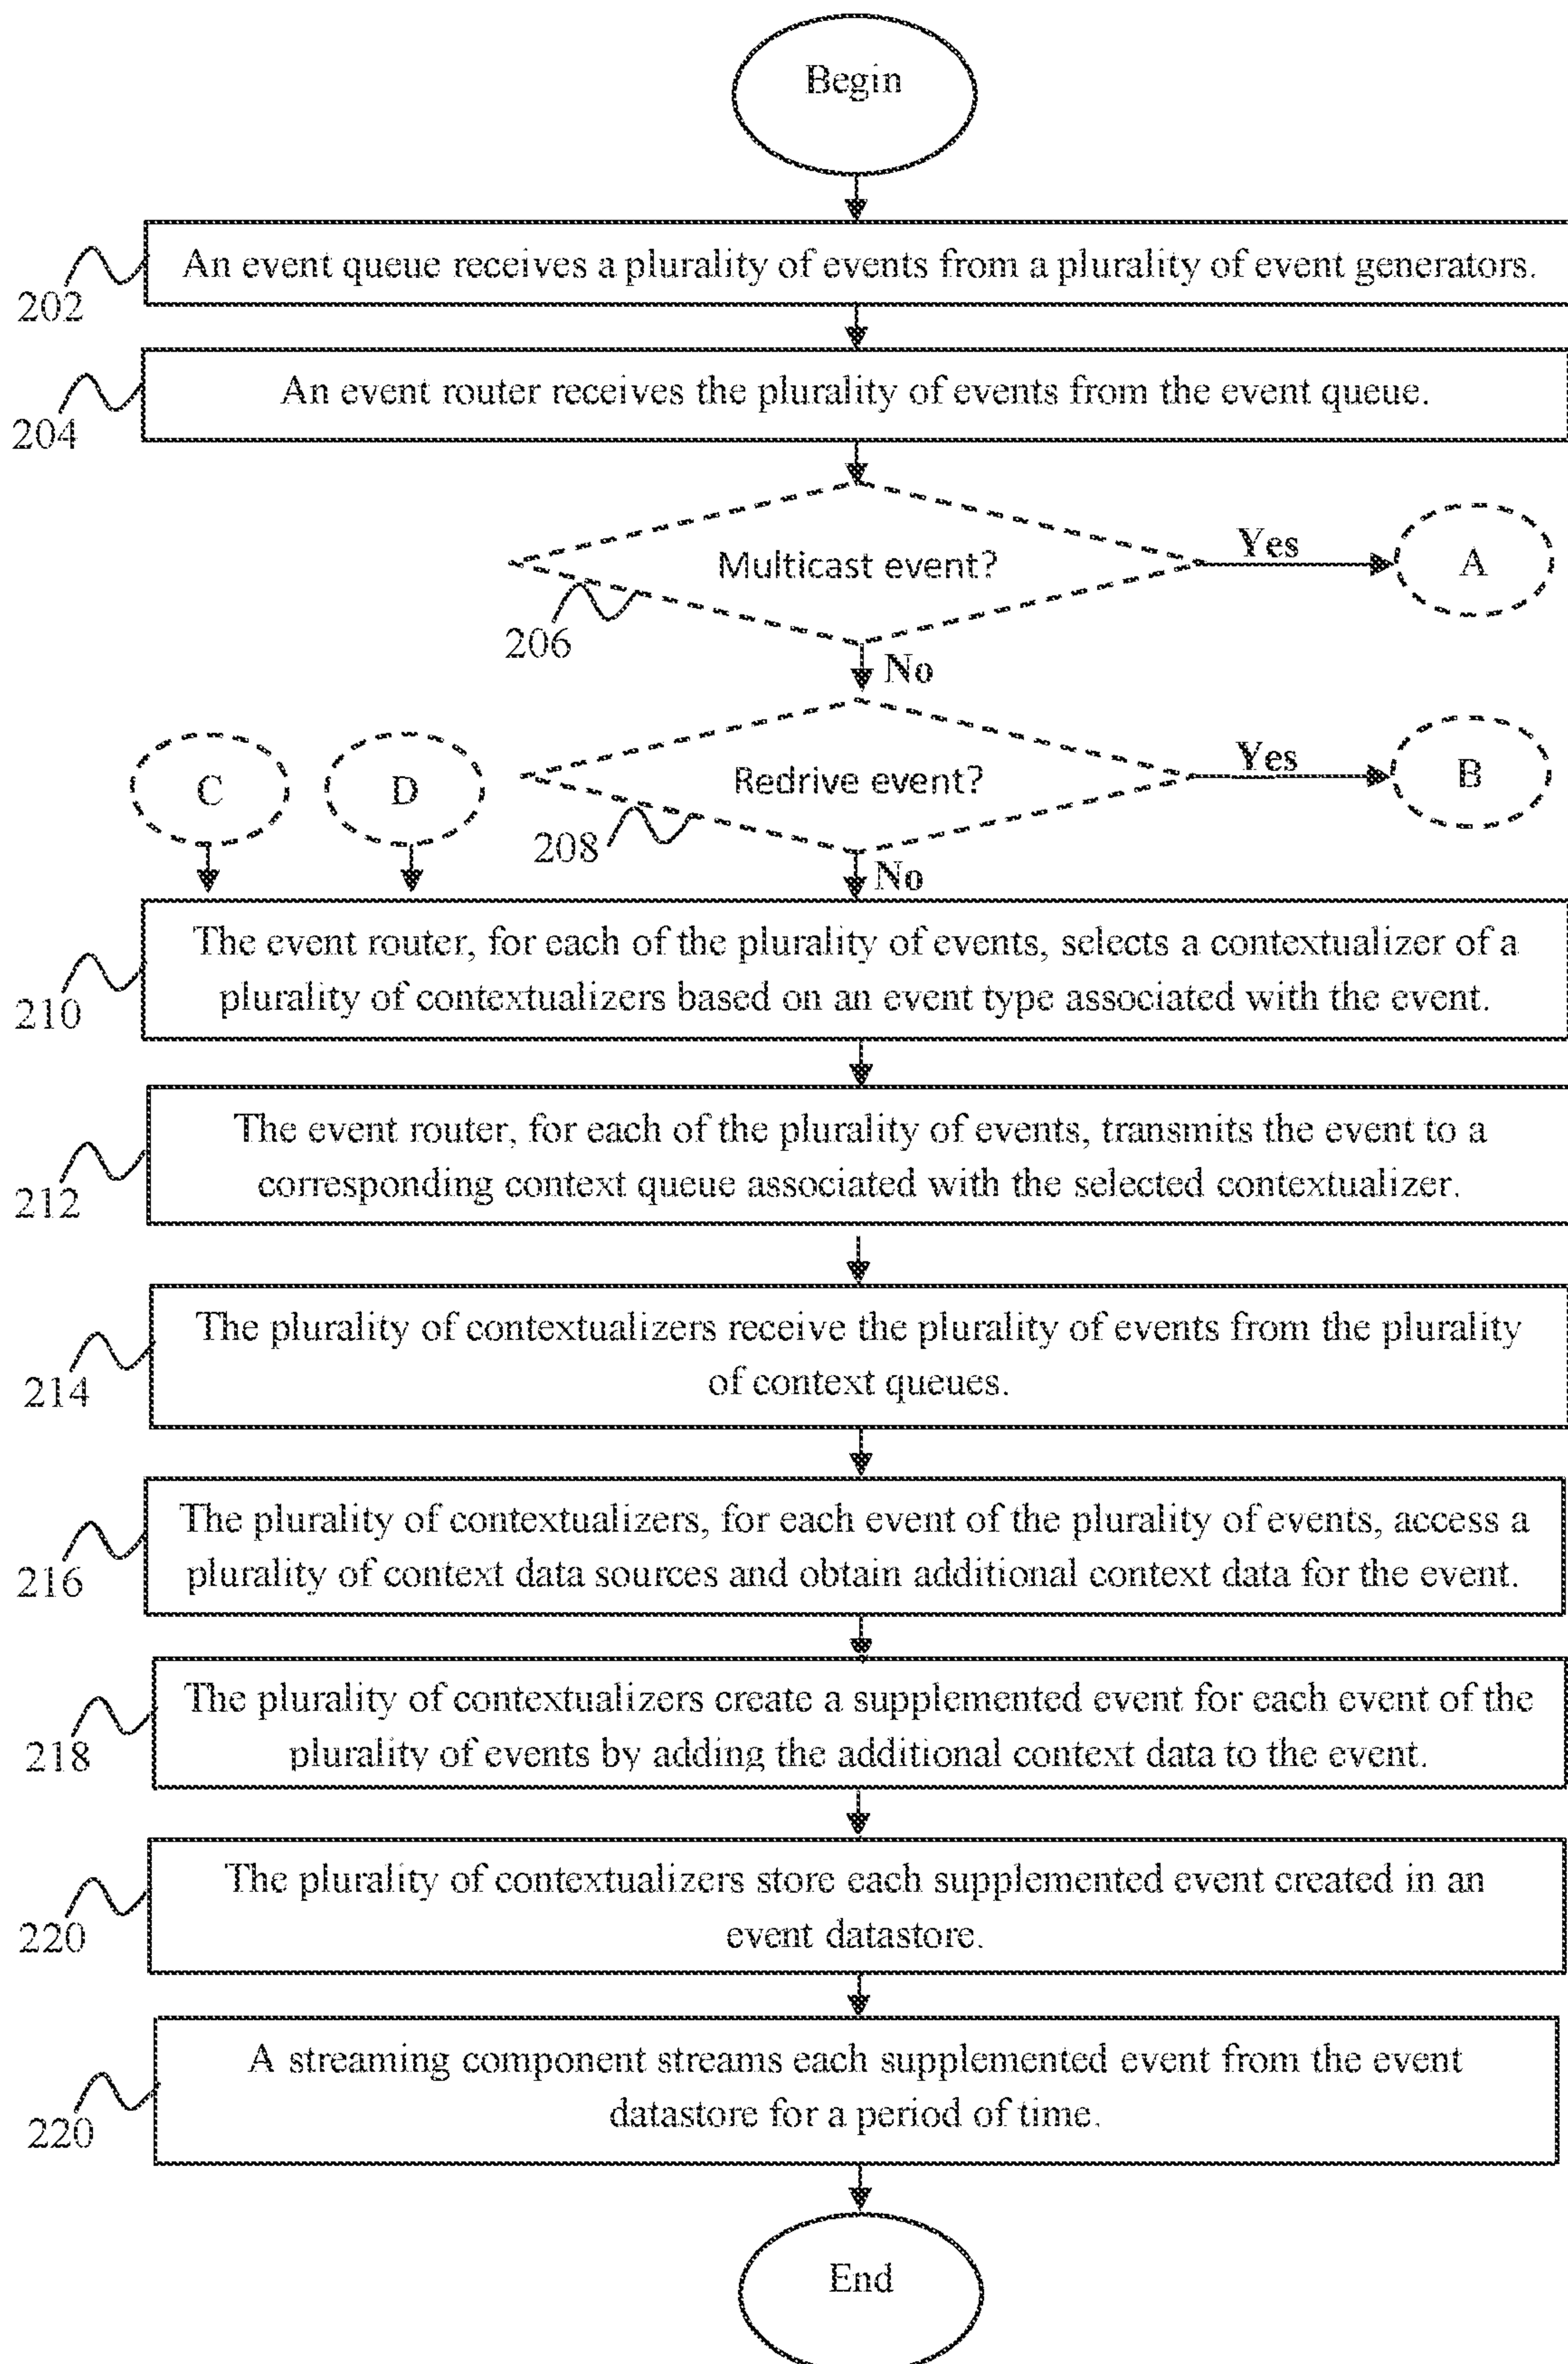 Begin
An event queue receives a plurality of events from a plurality of event generators.
202
An event router receives the plurality of events from the event queue.
204
Multicast event?
Yes
A
206
No
C
D
Redrive event?
Yes
B
208
No
The event router, for each of the plurality of events, selects a contextualizer of a
plurality of contextualizers based on an event type associated with the event.
210
The event router, for each of the plurality of events, transmits the event to a
corresponding context queue associated with the selected contextualizer.
212
The plurality of contextualizers receive the plurality of events from the plurality
of context queues.
214
The plurality of contextualizers, for each event of the plurality of events, access a
plurality of context data sources and obtain additional context data for the event.
216
The plurality of contextualizers create a supplemented event for each event of the
plurality of events by adding the additional context data to the event.
218
The plurality of contextualizers store each supplemented event created in an
event datastore.
220
A streaming component streams each supplemented event from the event
datastore for a period of time.
220
End